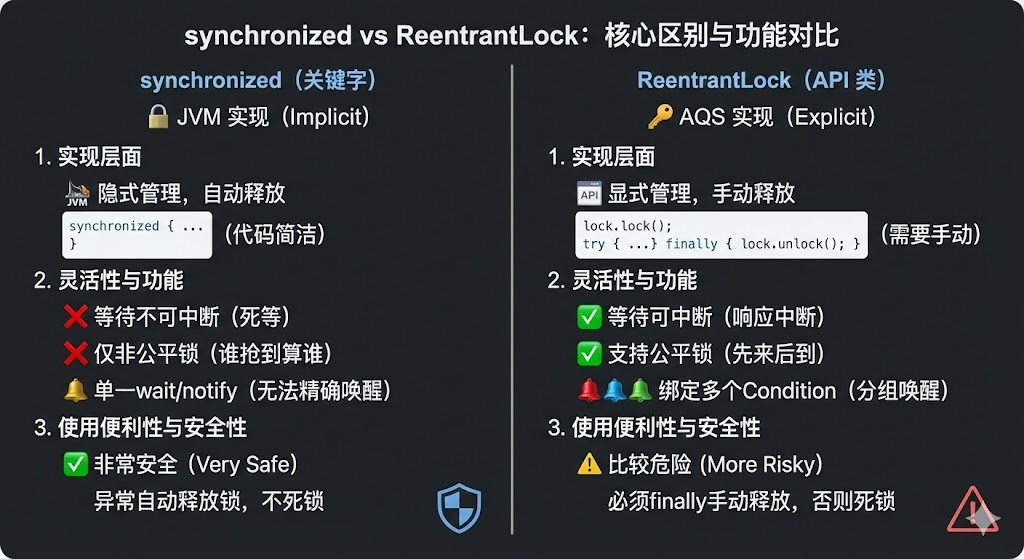 synchronized vs ReentrantLock：核心区别与功能对比
synchronized（关键字）
JVM 实现（Implicit）
1. 实现层面
JVM
隐式管理，自动释放
synchronized { ...
}
（代码简洁）
2. 灵活性与功能
等待不可中断（死等）
仅非公平锁（谁抢到算谁）
单一wait/notify（无法精确唤醒）
3. 使用便利性与安全性
非常安全（Very Safe）
异常自动释放锁，不死锁
ReentrantLock（API 类）
AQS 实现（Explicit）
1. 实现层面
API
显式管理，手动释放
lock.lock();
try { ...} finally { lock.unlock(); }
（需要手动）
2. 灵活性与功能
等待可中断（响应中断）
支持公平锁（先来后到）
绑定多个Condition（分组唤醒）
3. 使用便利性与安全性
比较危险 (More Risky）
必须finally手动释放，否则死锁